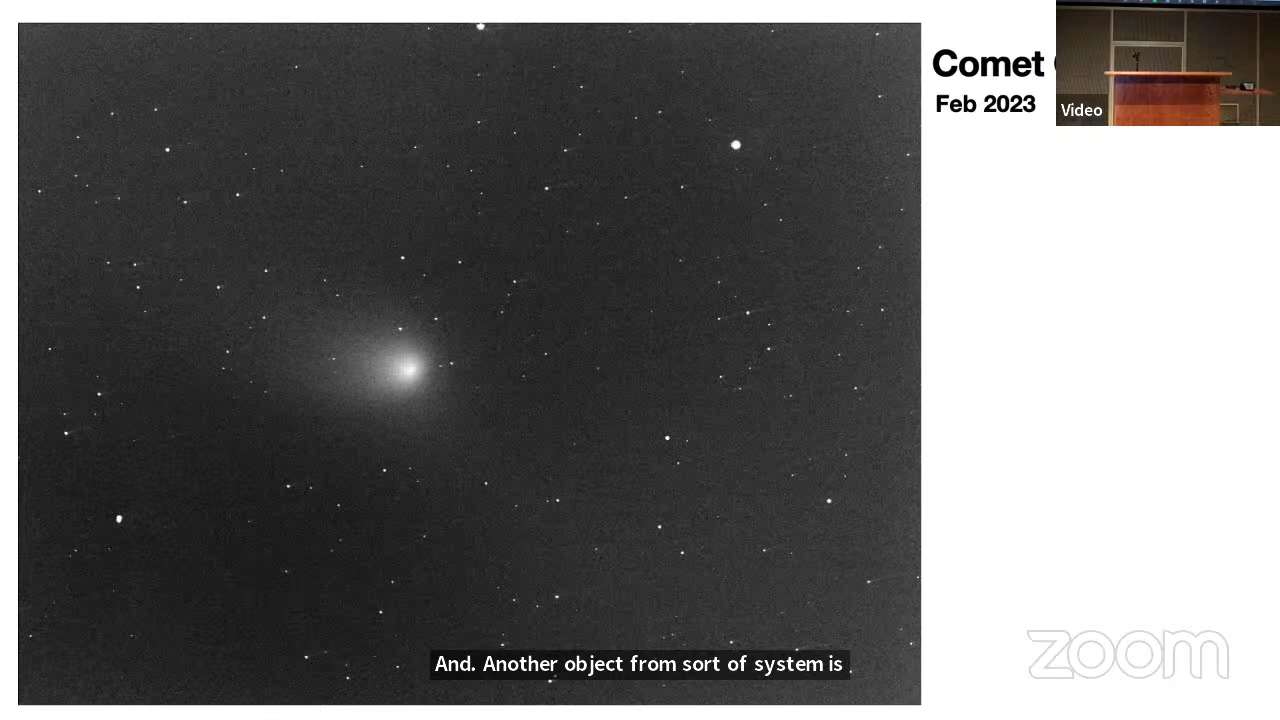 Comet
Feb 2023
Video
And. Another object from sort of system is
zoom